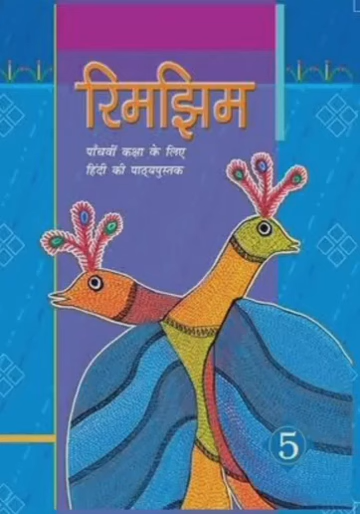 रिमझिम
पाँचवीं कक्षा के लिए
हिंदी की पाठ्यपुस्तक
5